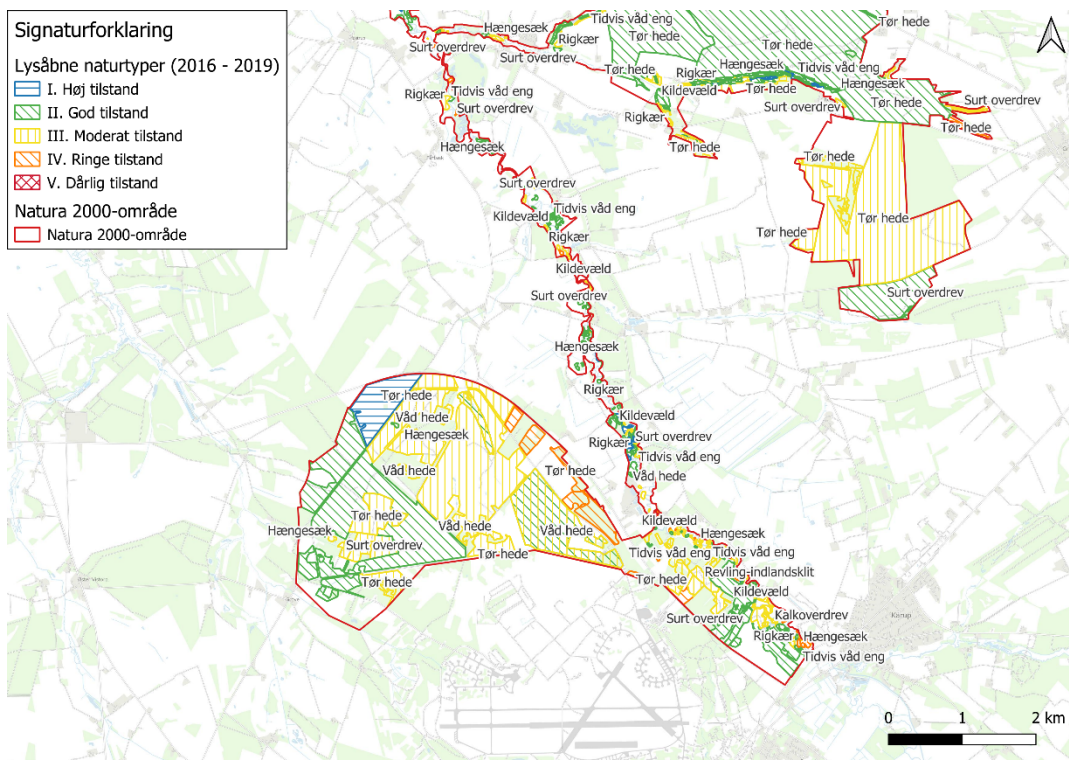 Signaturforklaring
Lysåbne naturtyper (2016 - 2019)
I. Høj tilstand
II. God tilstand
III. Moderat tilstand
IV. Ringe tilstand
V. Dårlig tilstand
Natura 2000-område
Natura 2000-område
Hængesæk
Tidvis våd eng
Tør hede
Rigkær
Tør hede
Surt overdrev
Surt overdrev
Tør hede
Hængesæk
Tidvis våd eng
Tør hede
Rigkær
Hængesæk
Rigkær
Tidvis våd eng
Kildevæld
Tør hede
Tør hede
Surt overdrev
Surt overdrev
Surt overdrev
Rigkær
Tør hede
Hængesæk
Tør hede
Tør hede
Surt overdrev
Kildevæld
Tidvis våd eng
Tør hede
Rigkær
Tør hede
Kildevæld
Surt overdrev
Surt overdrev
Hængesæk
Rigkær
Tør hede
Våd hede
Kildevæld
Hængesæk
Rigkær
Surt overdrev
Tidvis våd eng
Våd hede
Tør hede
Våd hede
Tør hede
Hængesæk
Våd hede
Våd hede
Kildevæld
Surt overdrev
Hængesæk
Tør hede
Tidvis våd eng
Tidvis våd eng
Revling-indlandsklit
Tør hede
Tør hede
Kildevæld
Surt overdrev
Kalkoverdrev
Rigkær
Hængesæk
Tidvis våd eng
Karup
0 1 2 km